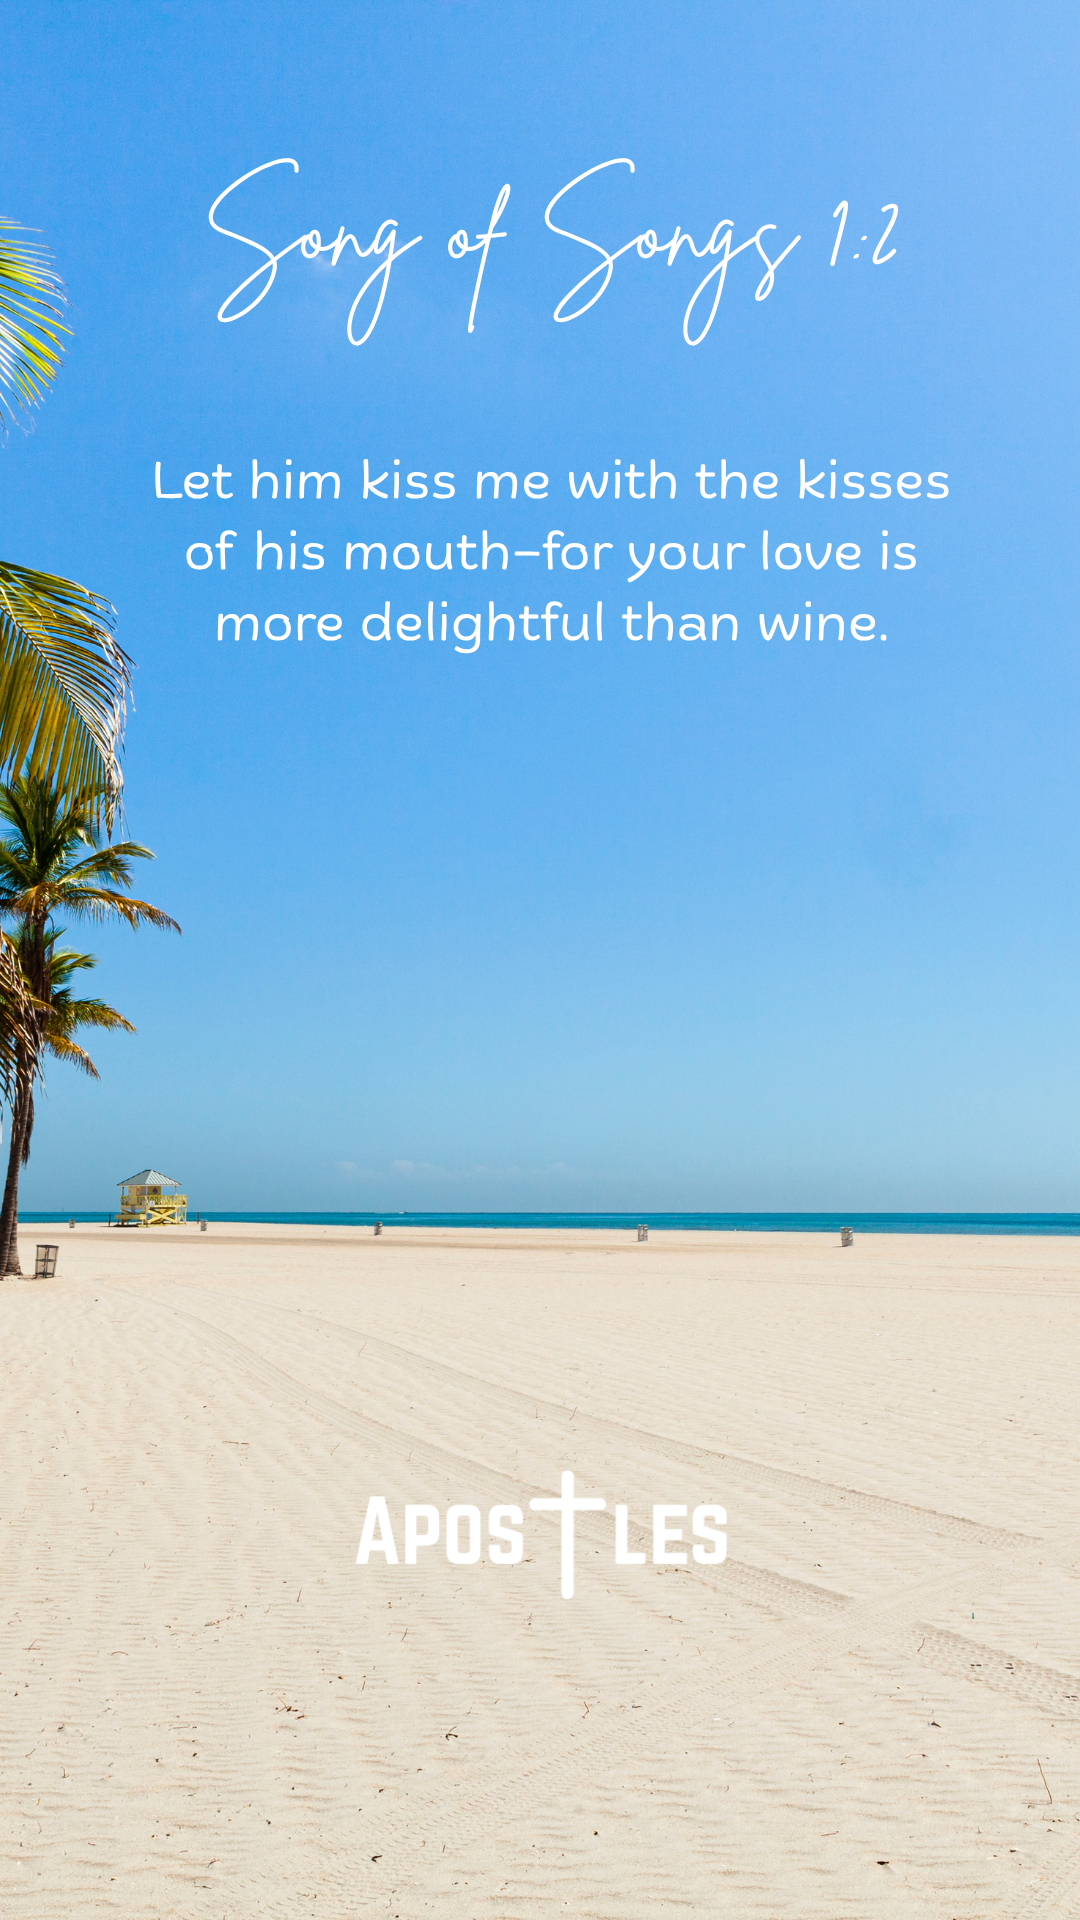 Song of Songs 1:2
Let him kiss me with the kisses
of his mouth–for your love is
more delightful than wine.
APOSTLES